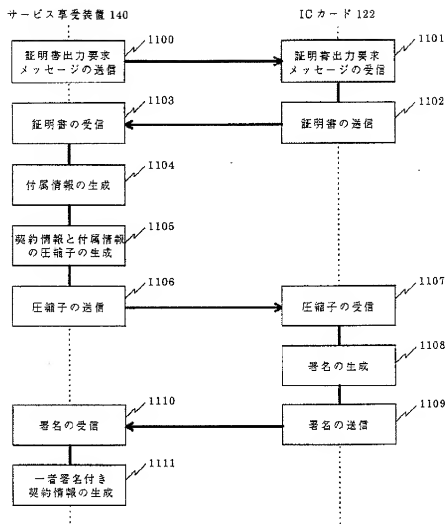 サービス享受装置 140
ICカード 122
1100
証明書出力要求
メッセージの送信
1101
証明書出力要求
メッセージの受信
1102
証明書の送信
1103
証明書の受信
1104
付属情報の生成
1105
契約情報と付属情報
の圧縮子の生成
1106
圧縮子の送信
1107
圧縮子の受信
1108
署名の生成
1109
署名の送信
1110
署名の受信
1111
一者署名付き
契約情報の生成